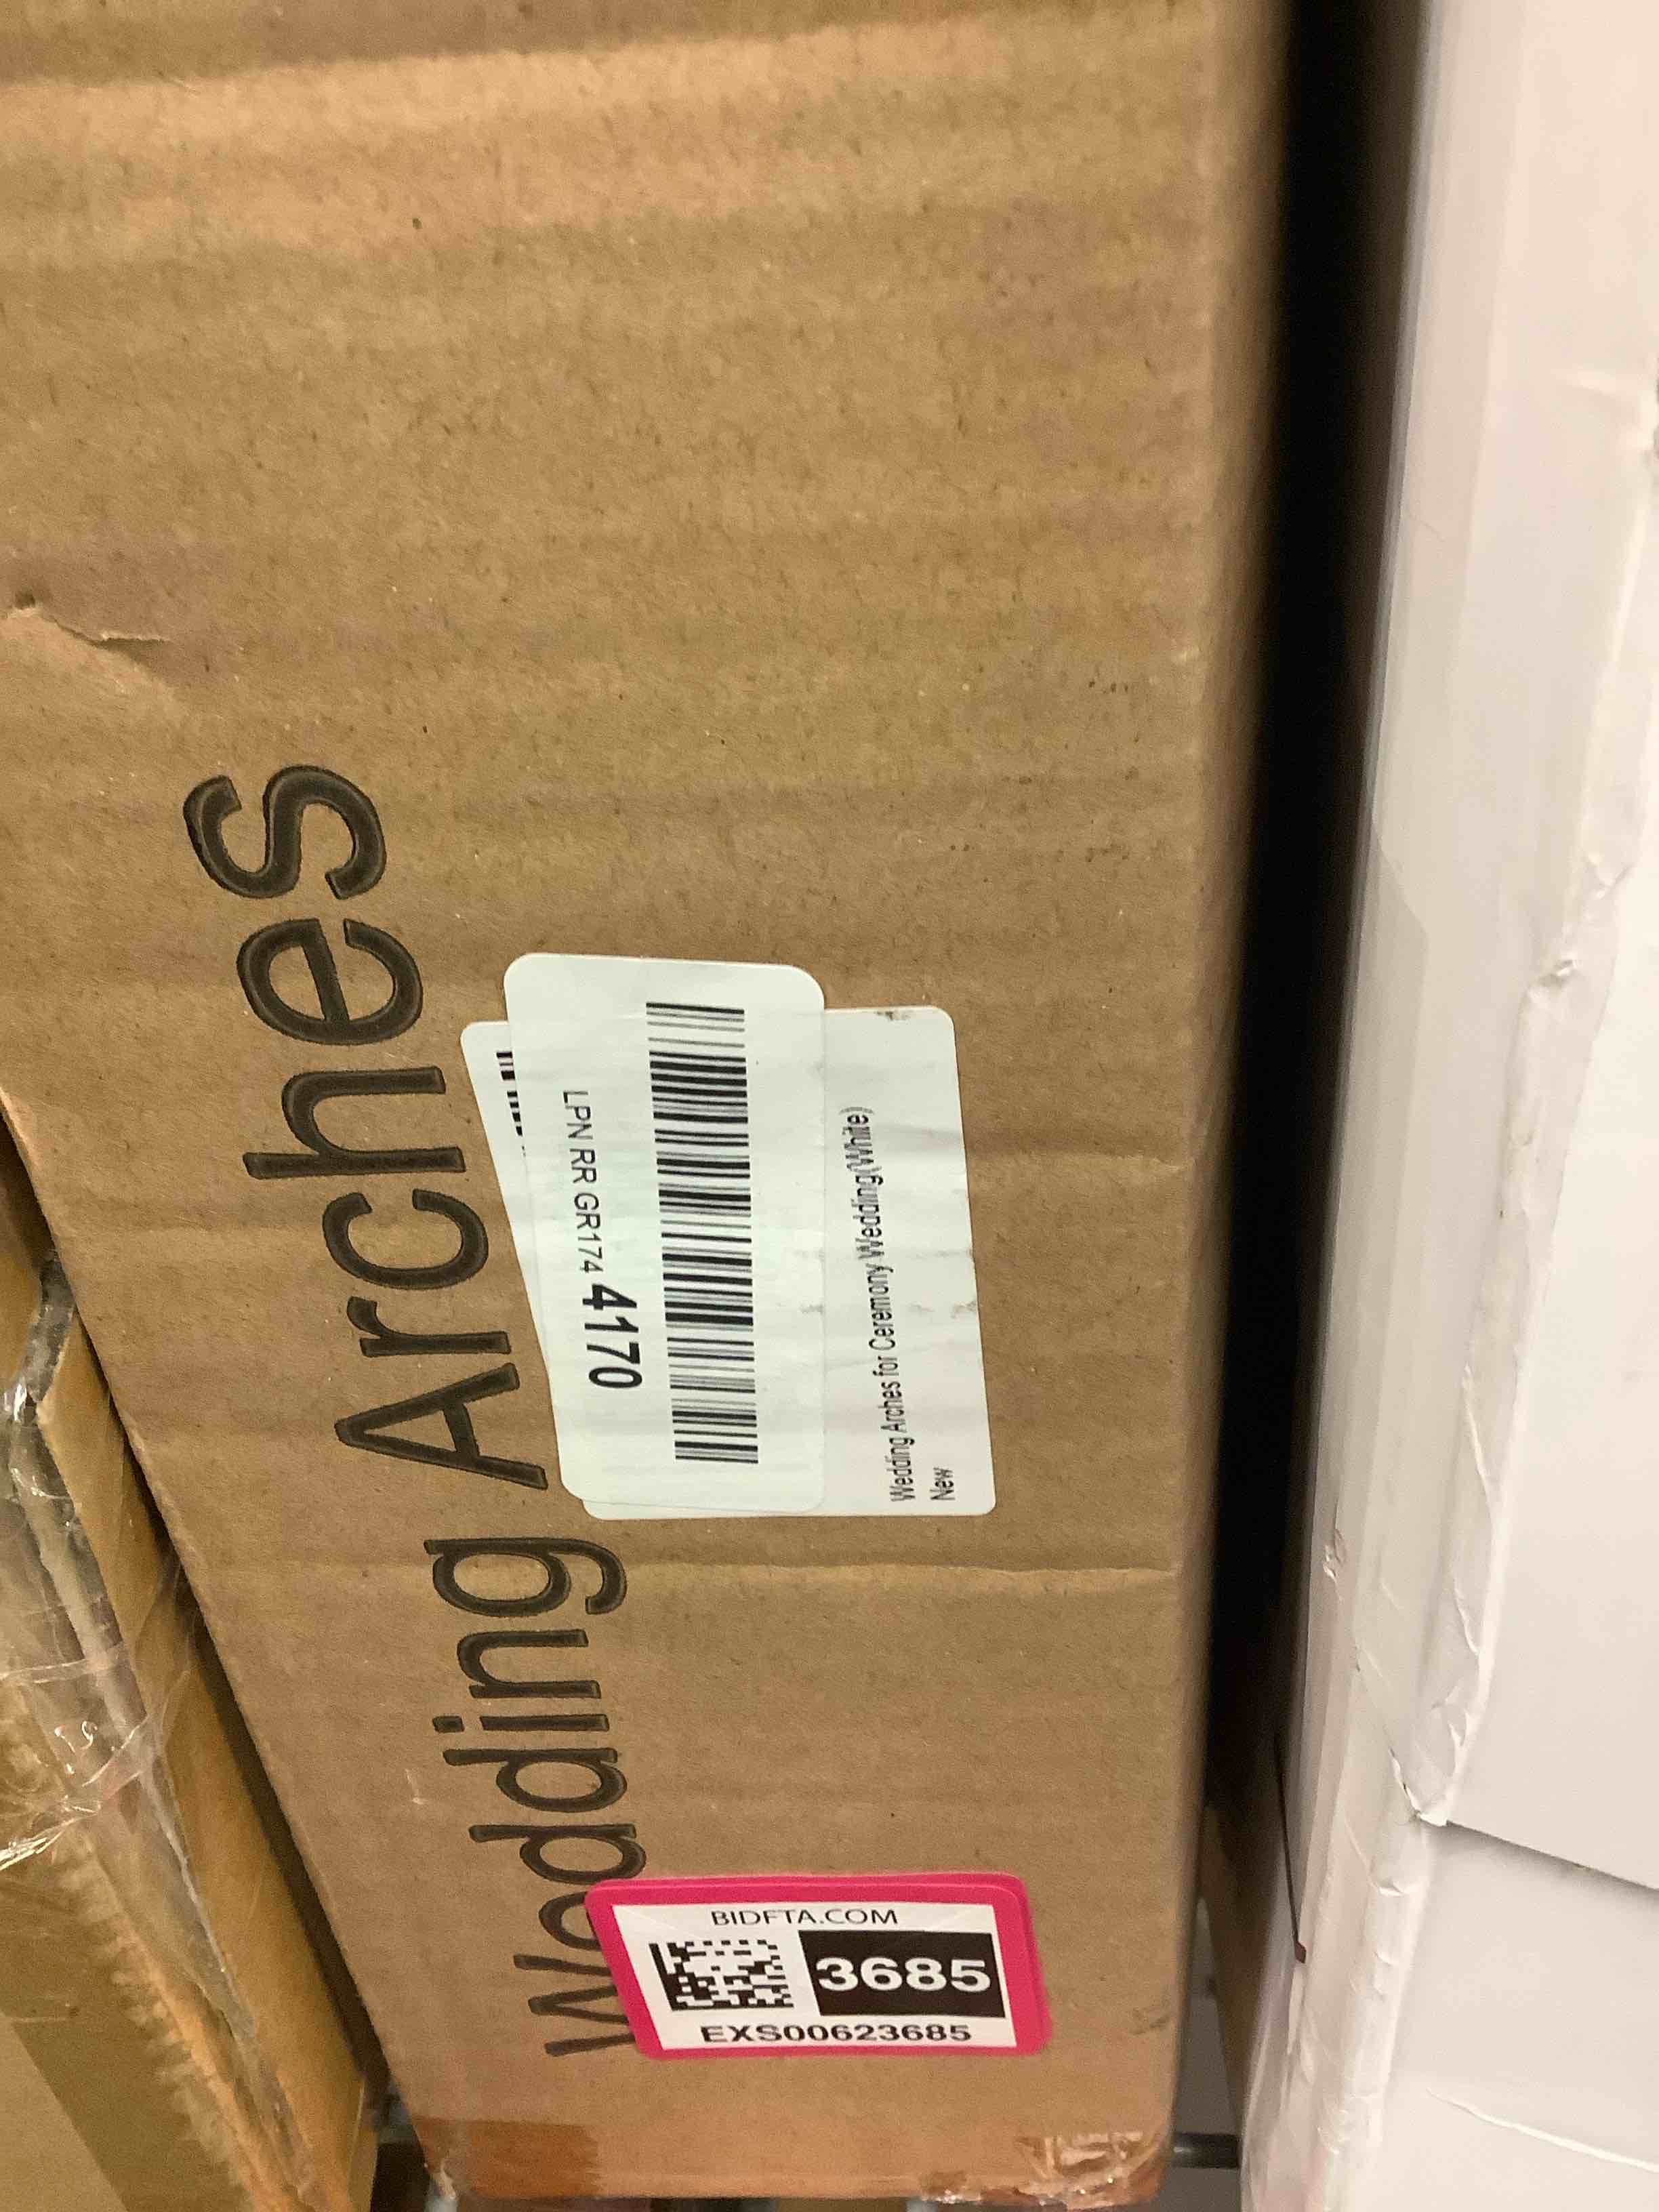 Wedding Arches
LPN RR GR174 4170
Wedding Arches for Ceremony Wedding(White)
New
BIDFTA.COM
3685
EXS00623685